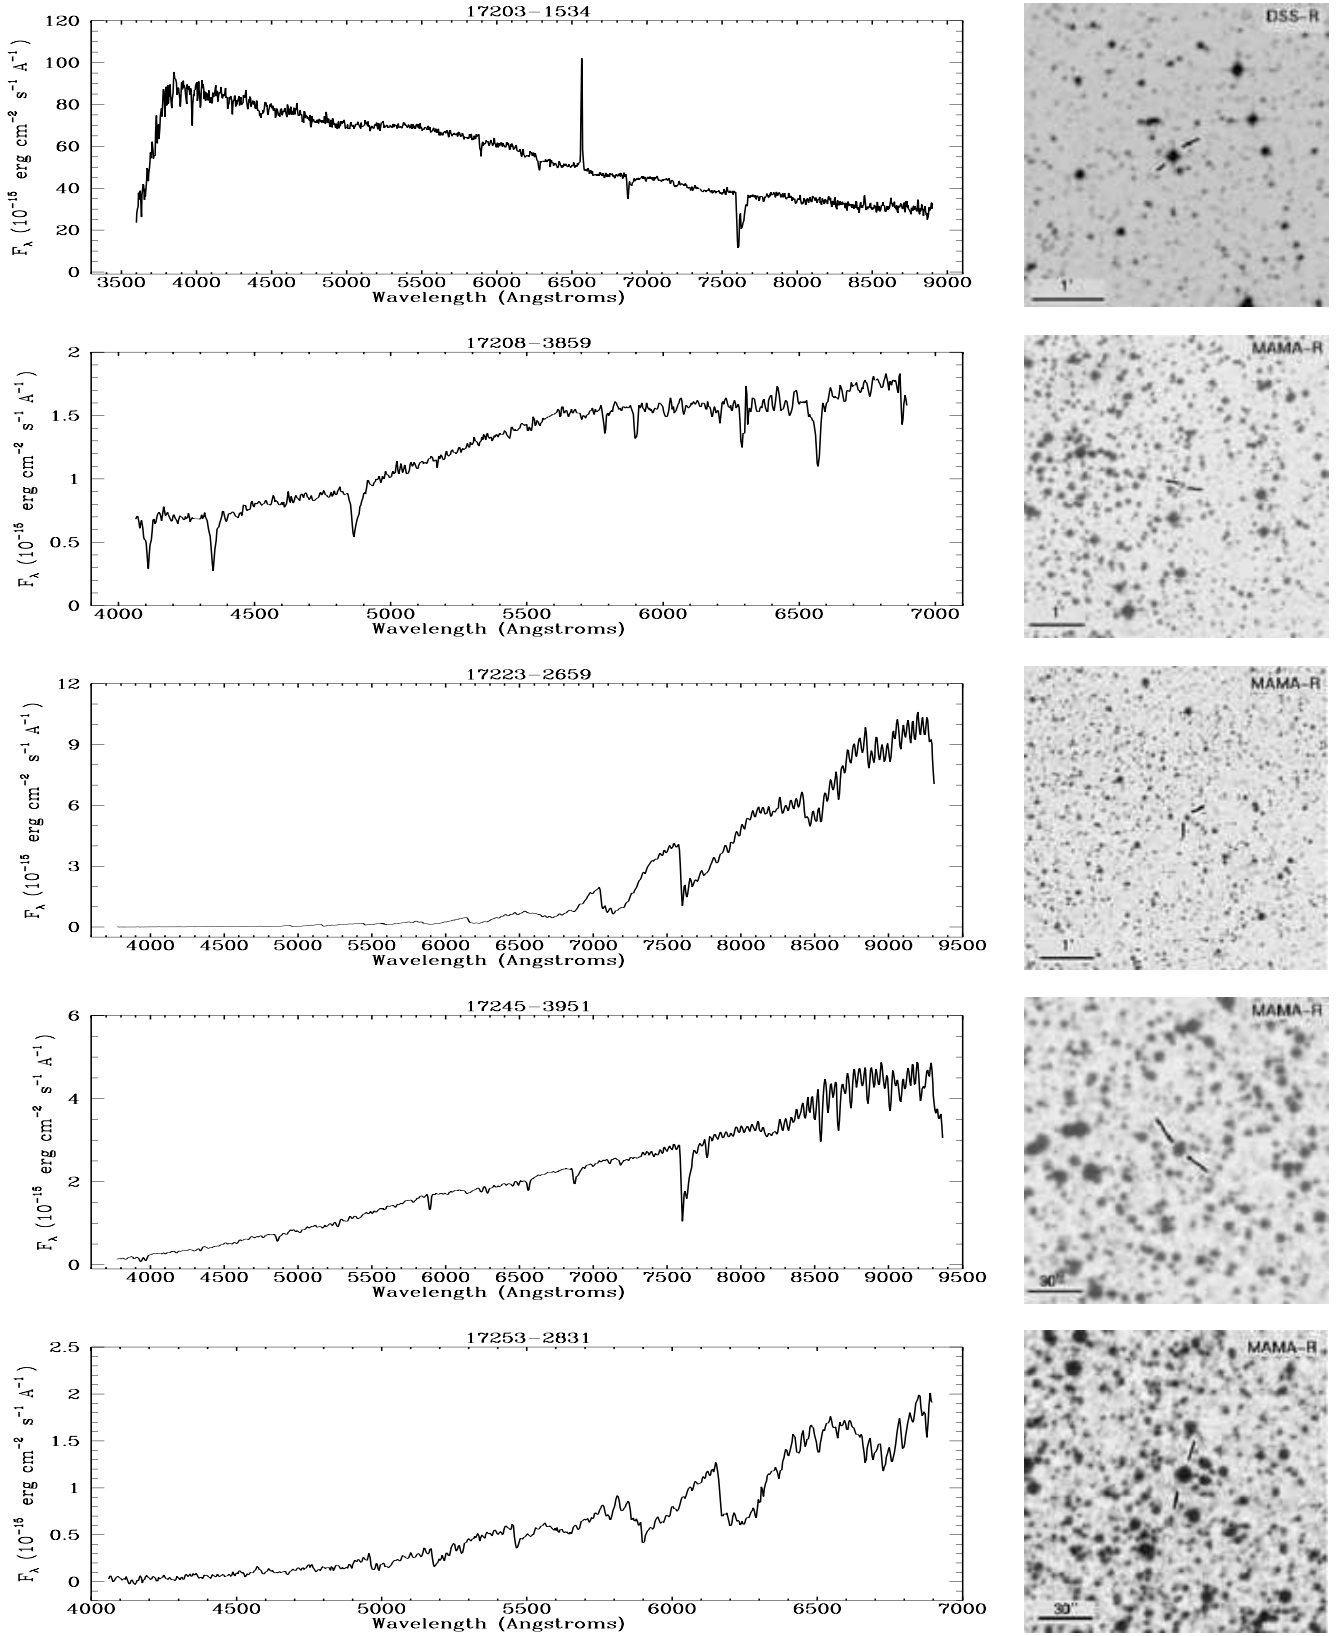 17203−1534
120
100
80
60
40
20
0
F_λ (10⁻¹⁵ erg cm⁻² s⁻¹ A⁻¹)
3500 4000 4500 5000 5500 6000 6500 7000 7500 8000 8500 9000
Wavelength (Angstroms)
DSS−R
1'
17208−3859
2
1.5
1
0.5
0
F_λ (10⁻¹⁵ erg cm⁻² s⁻¹ A⁻¹)
4000 4500 5000 5500 6000 6500 7000
Wavelength (Angstroms)
MAMA−R
1'
17223−2659
12
9
6
3
0
F_λ (10⁻¹⁵ erg cm⁻² s⁻¹ A⁻¹)
4000 4500 5000 5500 6000 6500 7000 7500 8000 8500 9000 9500
Wavelength (Angstroms)
MAMA−R
1'
17245−3951
6
4
2
0
F_λ (10⁻¹⁵ erg cm⁻² s⁻¹ A⁻¹)
4000 4500 5000 5500 6000 6500 7000 7500 8000 8500 9000 9500
Wavelength (Angstroms)
MAMA−R
30"
17253−2831
2.5
2
1.5
1
0.5
0
F_λ (10⁻¹⁵ erg cm⁻² s⁻¹ A⁻¹)
4000 4500 5000 5500 6000 6500 7000
Wavelength (Angstroms)
MAMA−R
30"